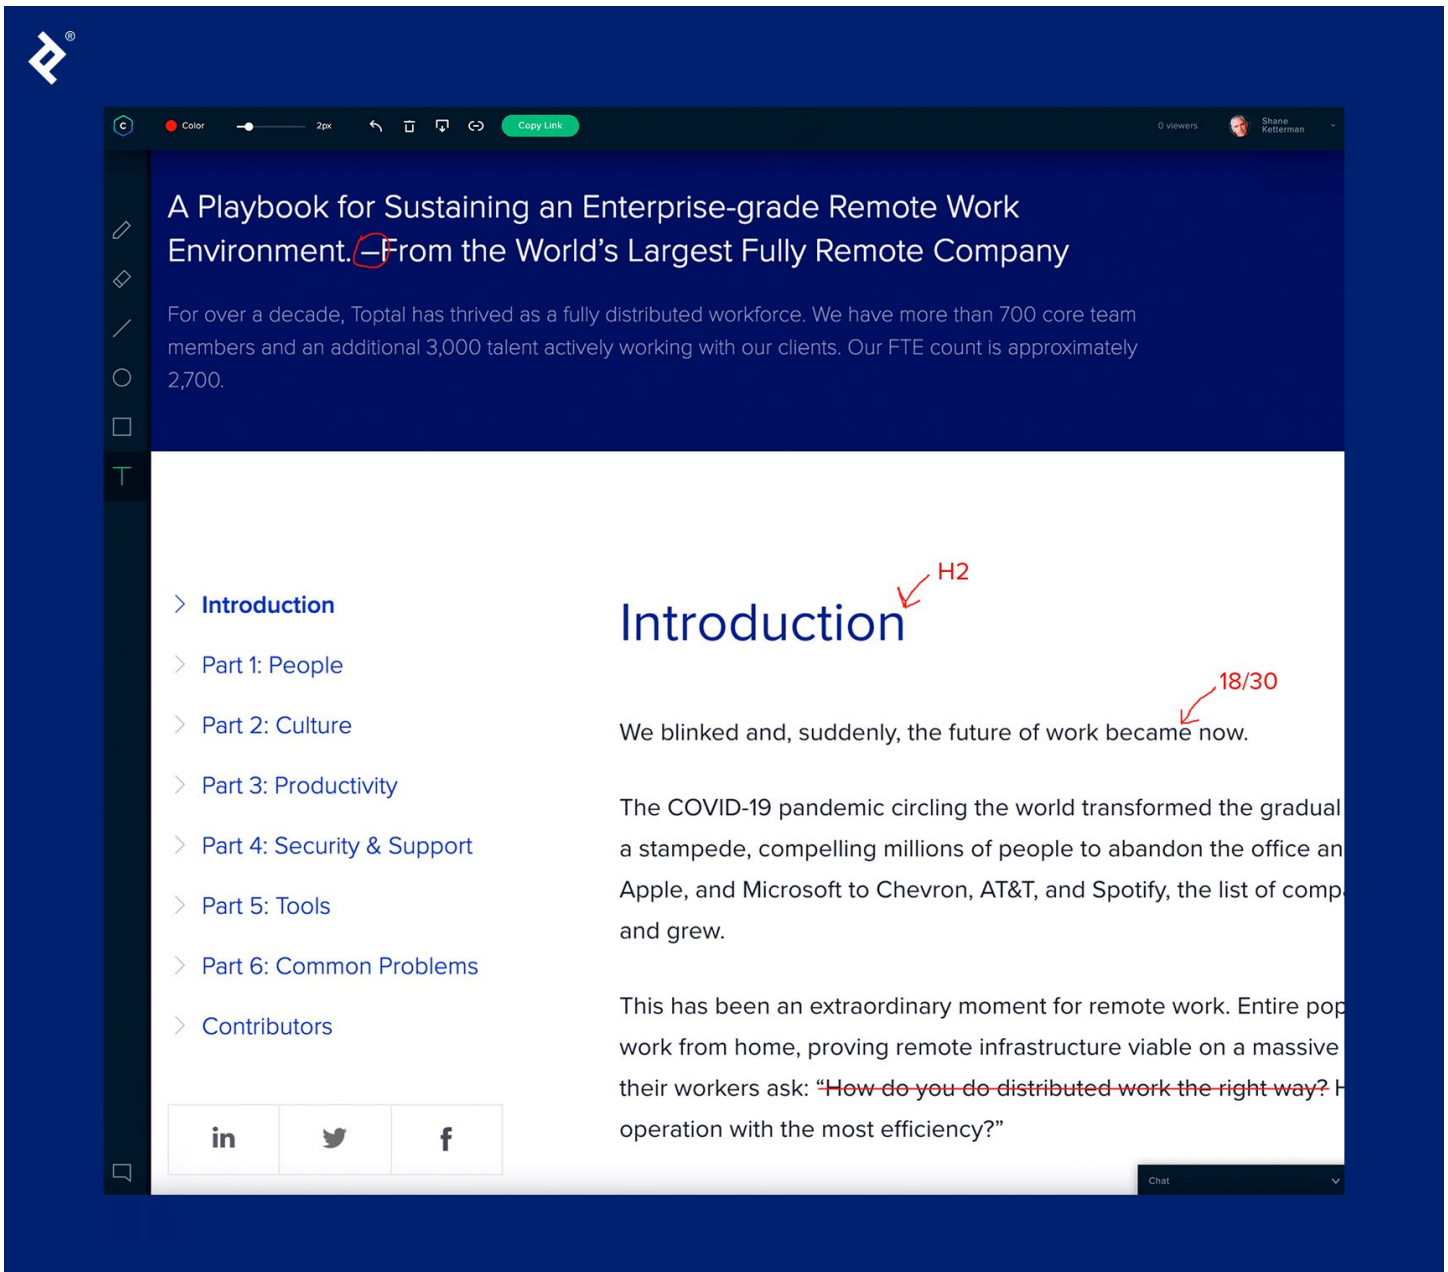 ®
C
Color
2px
Copy Link
0 viewers
Shane
Ketterman
A Playbook for Sustaining an Enterprise-grade Remote Work
Environment. –From the World’s Largest Fully Remote Company
For over a decade, Toptal has thrived as a fully distributed workforce. We have more than 700 core team
members and an additional 3,000 talent actively working with our clients. Our FTE count is approximately
2,700.
T
Introduction
Part 1: People
Part 2: Culture
Part 3: Productivity
Part 4: Security & Support
Part 5: Tools
Part 6: Common Problems
Contributors
in
f
H2
Introduction
18/30
We blinked and, suddenly, the future of work became now.
The COVID-19 pandemic circling the world transformed the gradual
a stampede, compelling millions of people to abandon the office an
Apple, and Microsoft to Chevron, AT&T, and Spotify, the list of comp
and grew.
This has been an extraordinary moment for remote work. Entire pop
work from home, proving remote infrastructure viable on a massive
their workers ask: “How do you do distributed work the right way? H
operation with the most efficiency?”
Chat